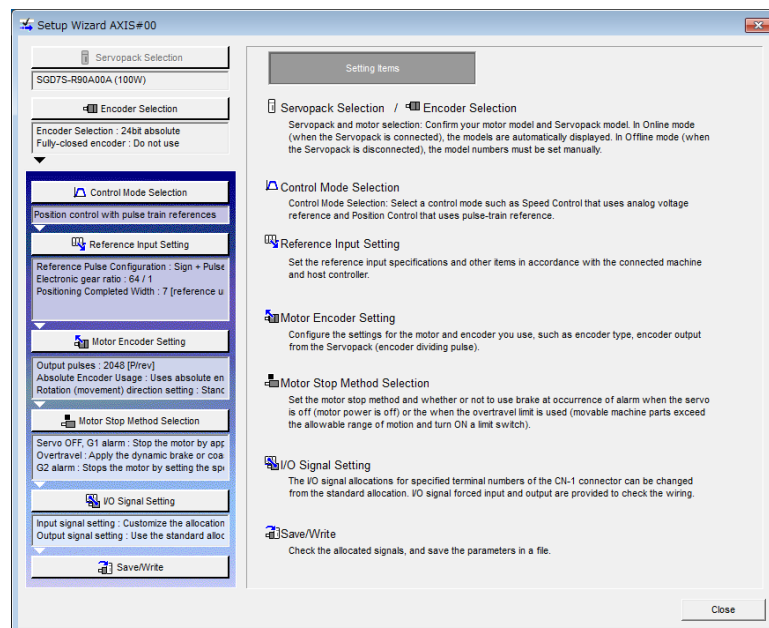 Setup Wizard AXIS#00
Servopack Selection
SGD7S-R90A00A (100W)
Encoder Selection
Encoder Selection : 24bit absolute
Fully-closed encoder : Do not use
Control Mode Selection
Position control with pulse train references
Reference Input Setting
Reference Pulse Configuration : Sign + Pulse
Electronic gear ratio : 64 / 1
Positioning Completed Width : 7 [reference u
Motor Encoder Setting
Output pulses : 2048 [P/rev]
Absolute Encoder Usage : Uses absolute en
Rotation (movement) direction setting : Stanc
Motor Stop Method Selection
Servo OFF, G1 alarm : Stop the motor by app
Overtravel : Apply the dynamic brake or coa
G2 alarm : Stops the motor by setting the spe
I/O Signal Setting
Input signal setting : Customize the allocation
Output signal setting : Use the standard alloc
Save/Write
Setting Items
Servopack Selection / Encoder Selection
Servopack and motor selection: Confirm your motor model and Servopack model. In Online mode
(when the Servopack is connected), the models are automatically displayed. In Offline mode (when
the Servopack is disconnected), the model numbers must be set manually.
Control Mode Selection
Control Mode Selection: Select a control mode such as Speed Control that uses analog voltage
reference and Position Control that uses pulse-train reference.
Reference Input Setting
Set the reference input specifications and other items in accordance with the connected machine
and host controller.
Motor Encoder Setting
Configure the settings for the motor and encoder you use, such as encoder type, encoder output
from the Servopack (encoder dividing pulse).
Motor Stop Method Selection
Set the motor stop method and whether or not to use brake at occurrence of alarm when the servo
is off (motor power is off) or the when the overtravel limit is used (movable machine parts exceed
the allowable range of motion and turn ON a limit switch).
I/O Signal Setting
The I/O signal allocations for specified terminal numbers of the CN-1 connector can be changed
from the standard allocation. I/O signal forced input and output are provided to check the wiring.
Save/Write
Check the allocated signals, and save the parameters in a file.
Close